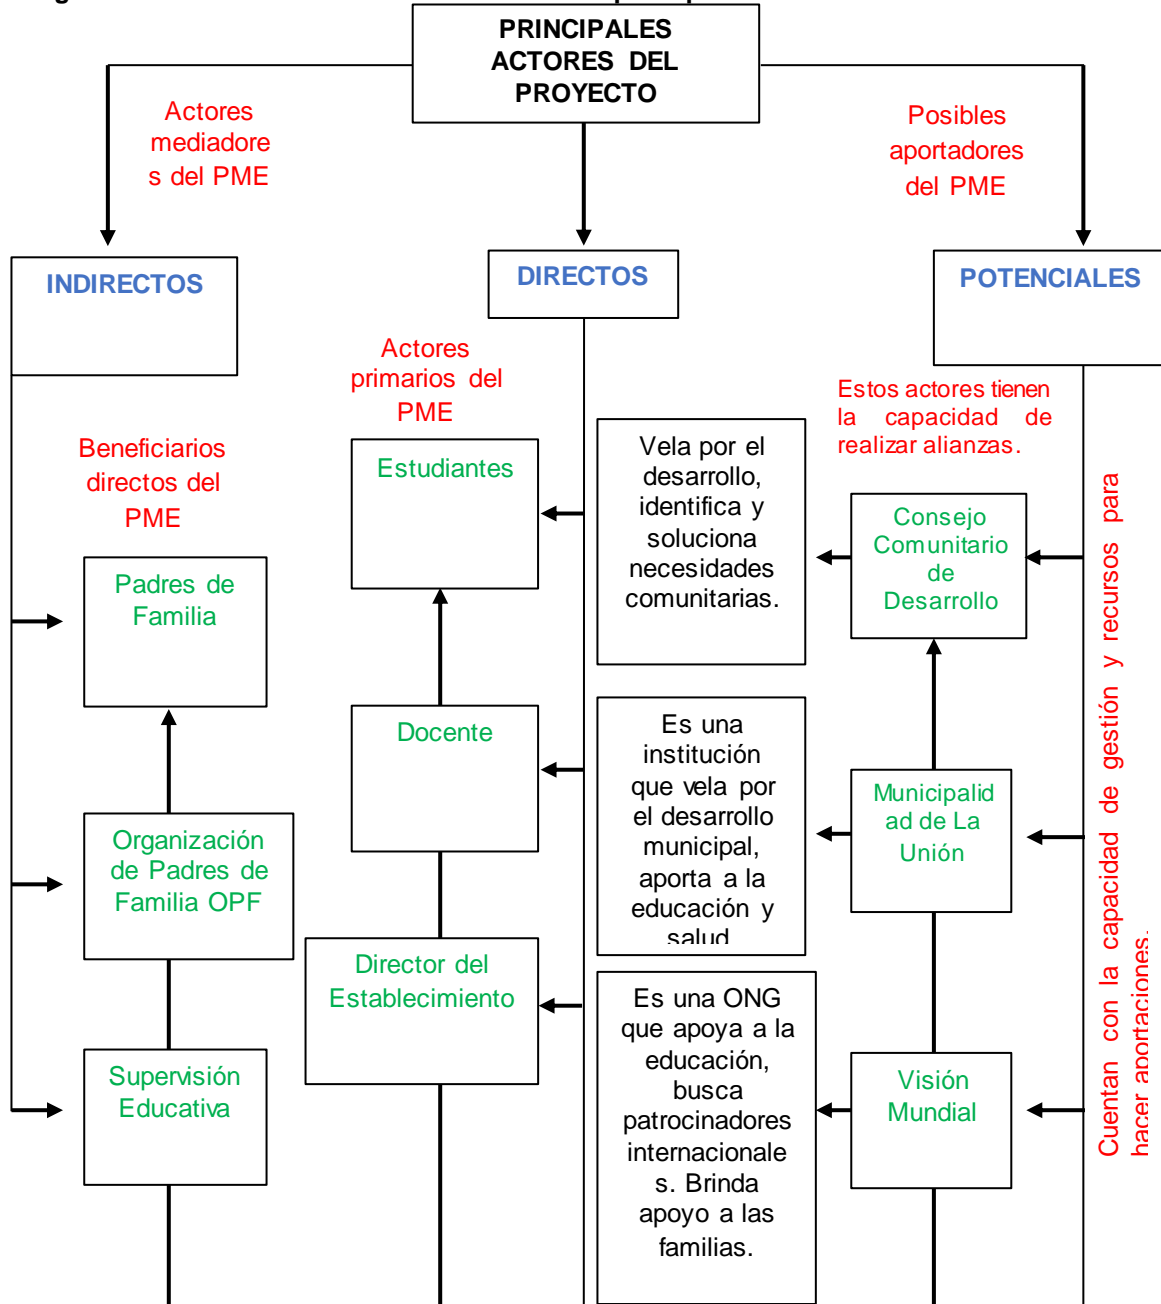 PRINCIPALES
ACTORES DEL
PROYECTO
Actores
mediadore
s del PME
Posibles
aportadores
del PME
INDIRECTOS
DIRECTOS
POTENCIALES
Actores
primarios del
PME
Estos actores tienen
la capacidad de
realizar alianzas.
Beneficiarios
directos del
PME
Estudiantes
Vela por el
desarrollo,
identifica y
soluciona
necesidades
comunitarias.
Consejo
Comunitario
de
Desarrollo
Padres de
Familia
Docente
Es una
institución
que vela por
el desarrollo
municipal,
aporta a la
educación y
salud
Municipalid
ad de La
Unión
Organización
de Padres de
Familia OPF
Director del
Establecimiento
Es una ONG
que apoya a la
educación,
busca
patrocinadores
internacionale
s. Brinda
apoyo a las
familias.
Visión
Mundial
Supervisión
Educativa
Cuentan con la capacidad de gestión y recursos para
hacer aportaciones.